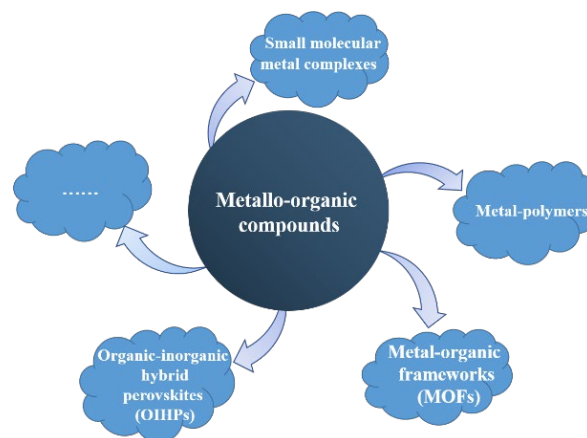 Small molecular
metal complexes
......
Metallo-organic
compounds
Metal-polymers
Organic-inorganic
hybrid
perovskites
(OIHPs)
Metal-organic
frameworks
(MOFs)